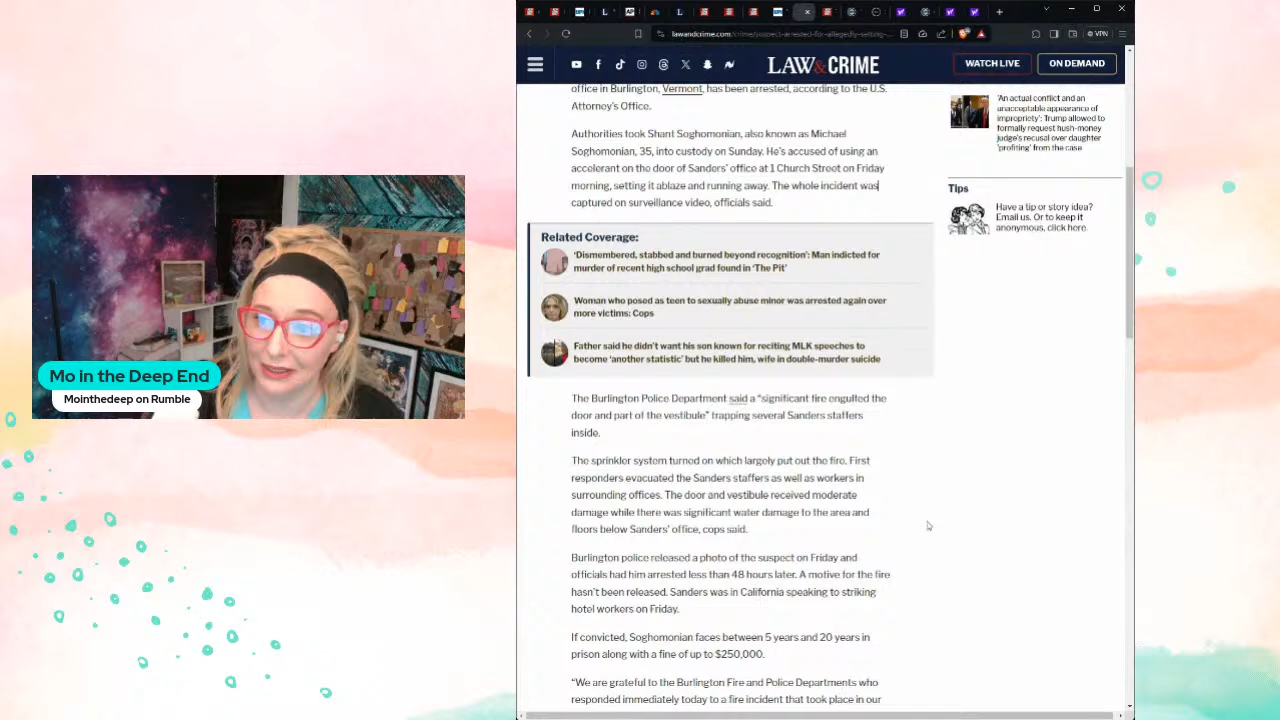 Mo in the Deep End
Mointhedeep on Rumble
lawandcrime.com/crime/suspect-arrested-for-allegedly-setting-...
VPN
LAW&CRIME
WATCH LIVE
ON DEMAND
office in Burlington, Vermont, has been arrested, according to the U.S.
Attorney's Office.
Authorities took Shant Soghomonian, also known as Michael
Soghomonian, 35, into custody on Sunday. He's accused of using an
accelerant on the door of Sanders' office at 1 Church Street on Friday
morning, setting it ablaze and running away. The whole incident was
captured on surveillance video, officials said.
Related Coverage:
'Dismembered, stabbed and burned beyond recognition': Man indicted for
murder of recent high school grad found in 'The Pit'
Woman who posed as teen to sexually abuse minor was arrested again over
more victims: Cops
Father said he didn't want his son known for reciting MLK speeches to
become 'another statistic' but he killed him, wife in double-murder suicide
The Burlington Police Department said a "significant fire engulfed the
door and part of the vestibule" trapping several Sanders staffers
inside.
The sprinkler system turned on which largely put out the fire. First
responders evacuated the Sanders staffers as well as workers in
surrounding offices. The door and vestibule received moderate
damage while there was significant water damage to the area and
floors below Sanders' office, cops said.
Burlington police released a photo of the suspect on Friday and
officials had him arrested less than 48 hours later. A motive for the fire
hasn't been released. Sanders was in California speaking to striking
hotel workers on Friday.
If convicted, Soghomonian faces between 5 years and 20 years in
prison along with a fine of up to $250,000.
"We are grateful to the Burlington Fire and Police Departments who
responded immediately today to a fire incident that took place in our
'An actual conflict and an
unacceptable appearance of
impropriety': Trump allowed to
formally request hush-money
judge's recusal over daughter
'profiting' from the case
Tips
Have a tip or story idea?
Email us. Or to keep it
anonymous, click here.